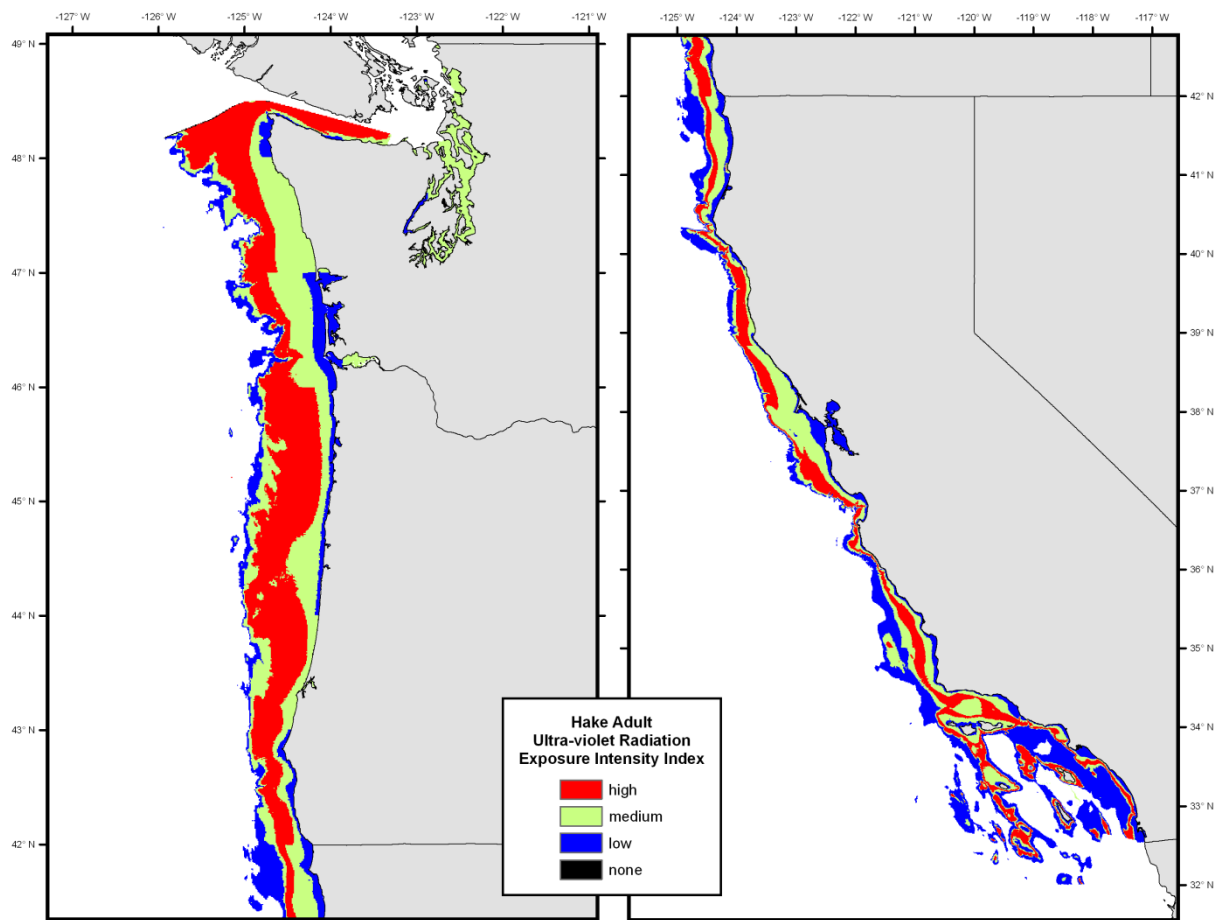 -127° W -126° W -125° W -124° W -123° W -122° W -121° W -120° W
-125° W -124° W -123° W -122° W -121° W -120° W -119° W -118° W -117° W
49° N
48° N
47° N
46° N
45° N
44° N
43° N
42° N
42° N
41° N
40° N
39° N
38° N
37° N
36° N
35° N
34° N
33° N
32° N
Hake Adult
Ultra-violet Radiation
Exposure Intensity Index
high
medium
low
none